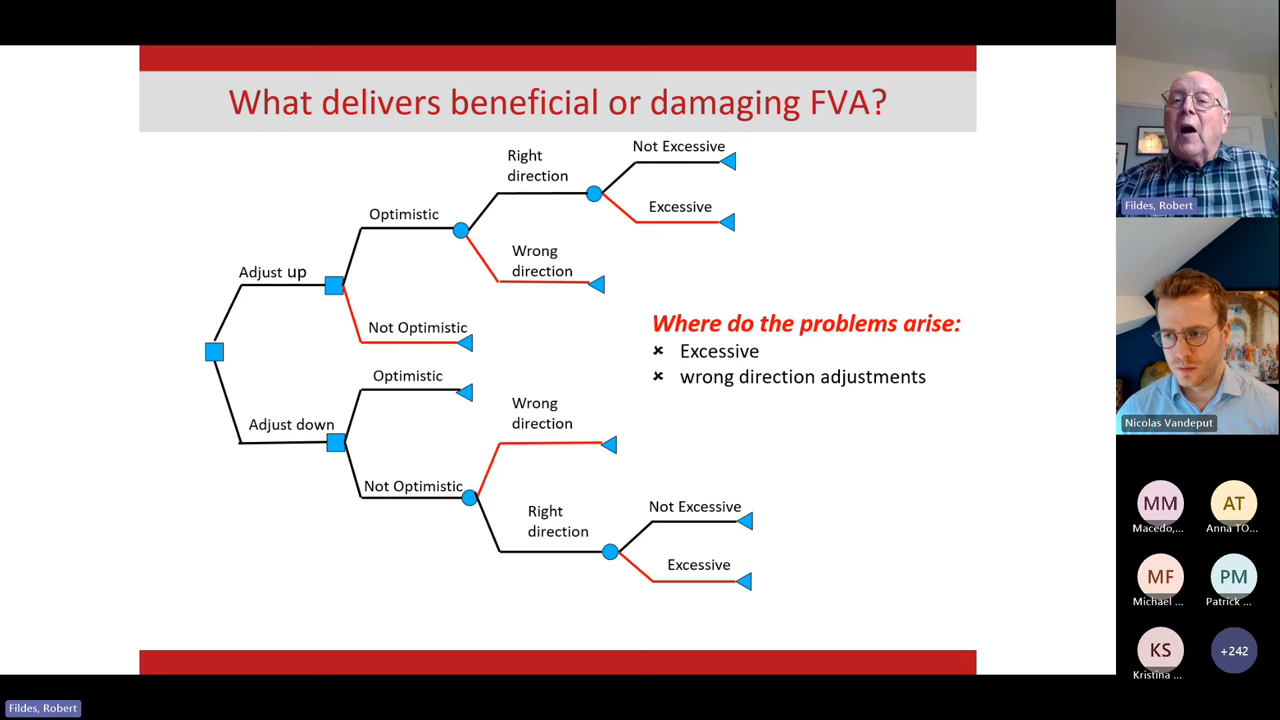 What delivers beneficial or damaging FVA?
Right
direction
Not Excessive
Excessive
Optimistic
Wrong
direction
Adjust up
Not Optimistic
Where do the problems arise:
× Excessive
× wrong direction adjustments
Optimistic
Wrong
direction
Adjust down
Not Optimistic
Right
direction
Not Excessive
Excessive
Fildes, Robert
Nicolas Vandeput
MM
Macedo,...
AT
Anna TO...
MF
Michael ...
PM
Patrick ...
KS
Kristina ...
+242
Fildes, Robert